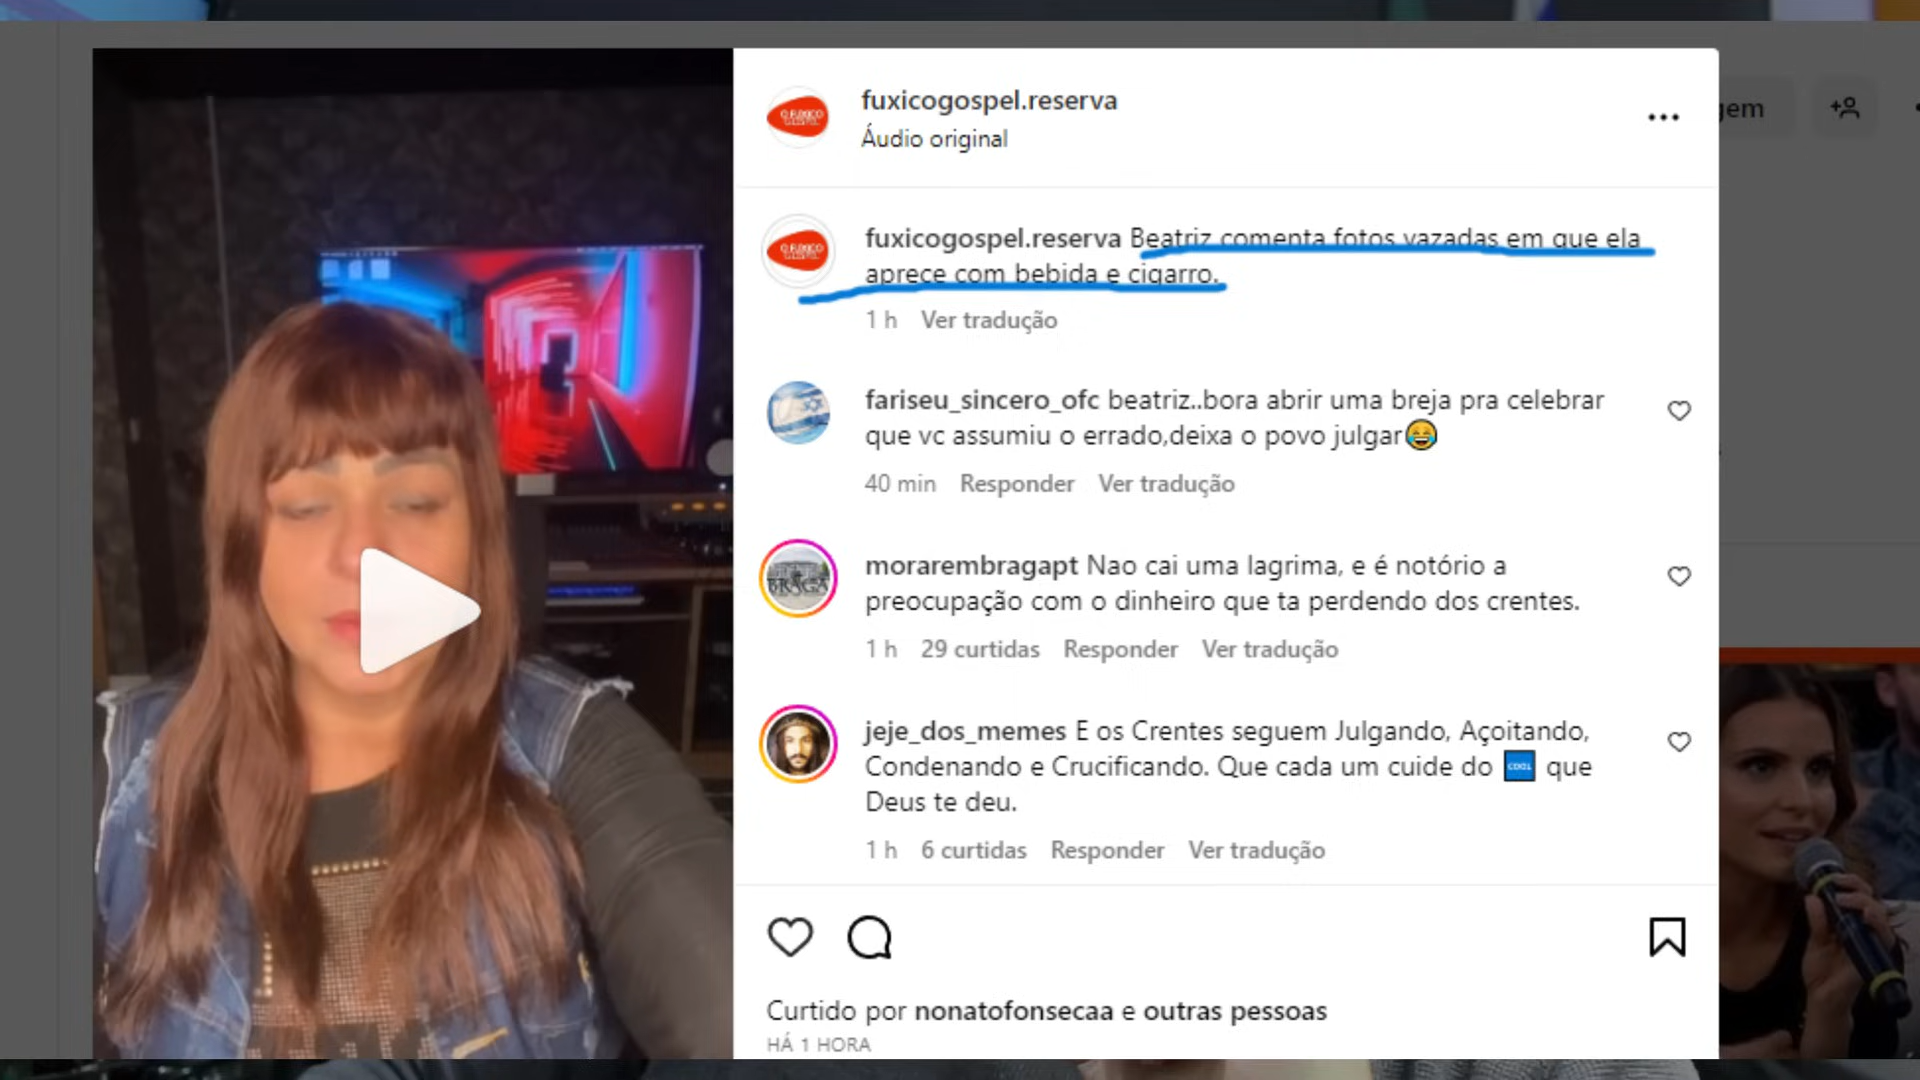 gem
fuxicogospel.reserva
Áudio original
O FUXICO
fuxicogospel.reserva Beatriz comenta fotos vazadas em que ela
aprece com bebida e cigarro.
1 h Ver tradução
fariseu_sincero_ofc beatriz..bora abrir uma breja pra celebrar
que vc assumiu o errado,deixa o povo julgar😂
40 min Responder Ver tradução
BRAGA
morarembragapt Nao cai uma lagrima, e é notório a
preocupação com o dinheiro que ta perdendo dos crentes.
1 h 29 curtidas Responder Ver tradução
jeje_dos_memes E os Crentes seguem Julgando, Açoitando,
Condenando e Crucificando. Que cada um cuide do 🆒 que
Deus te deu.
1 h 6 curtidas Responder Ver tradução
Curtido por nonatofonsecaa e outras pessoas
HÁ 1 HORA